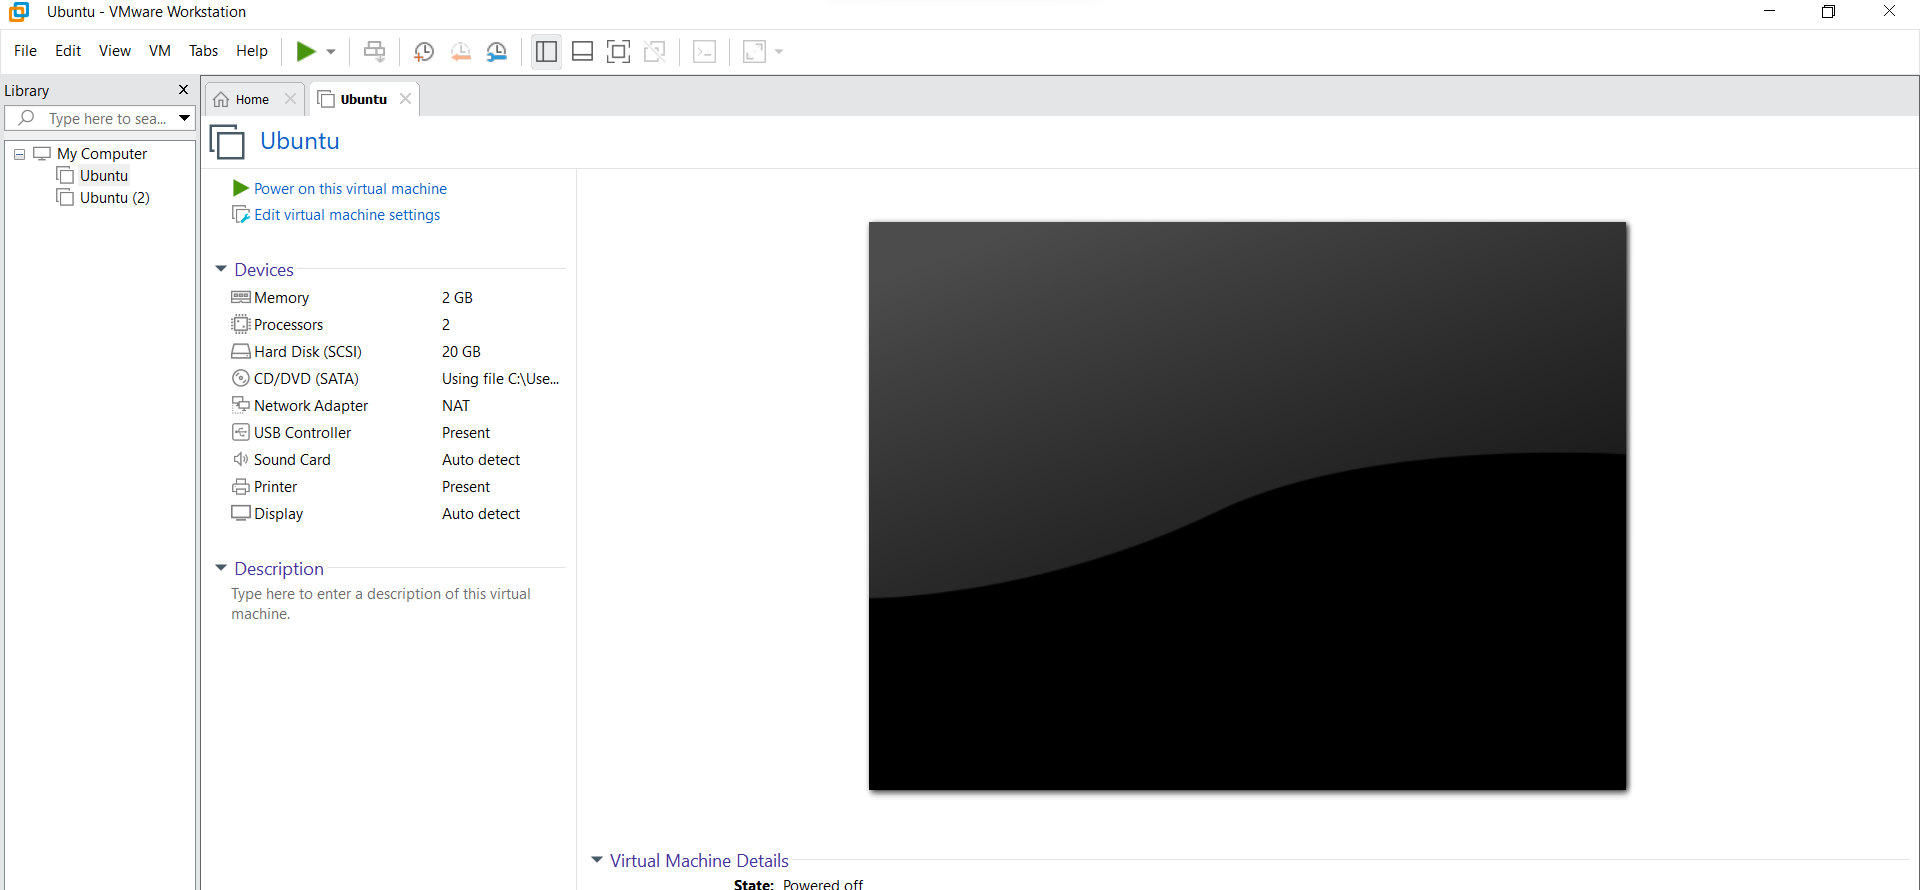 Ubuntu - VMware Workstation
File Edit View VM Tabs Help
Library
Type here to sea...
My Computer
Ubuntu
Ubuntu (2)
Home
Ubuntu
Ubuntu
Power on this virtual machine
Edit virtual machine settings
Devices
Memory 2 GB
Processors 2
Hard Disk (SCSI) 20 GB
CD/DVD (SATA) Using file C:\Use...
Network Adapter NAT
USB Controller Present
Sound Card Auto detect
Printer Present
Display Auto detect
Description
Type here to enter a description of this virtual
machine.
Virtual Machine Details
State: Powered off